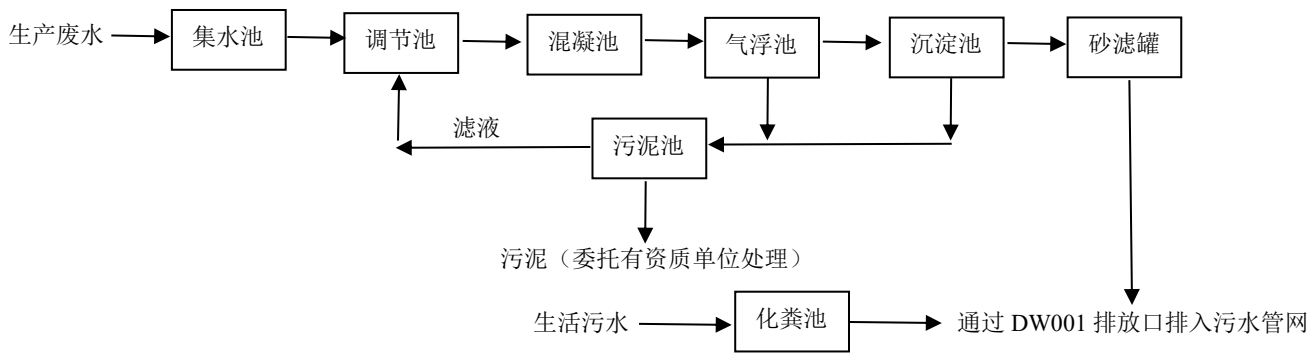 生产废水
集水池
调节池
混凝池
气浮池
沉淀池
砂滤罐
滤液
污泥池
污泥（委托有资质单位处理）
生活污水
化粪池
通过 DW001 排放口排入污水管网